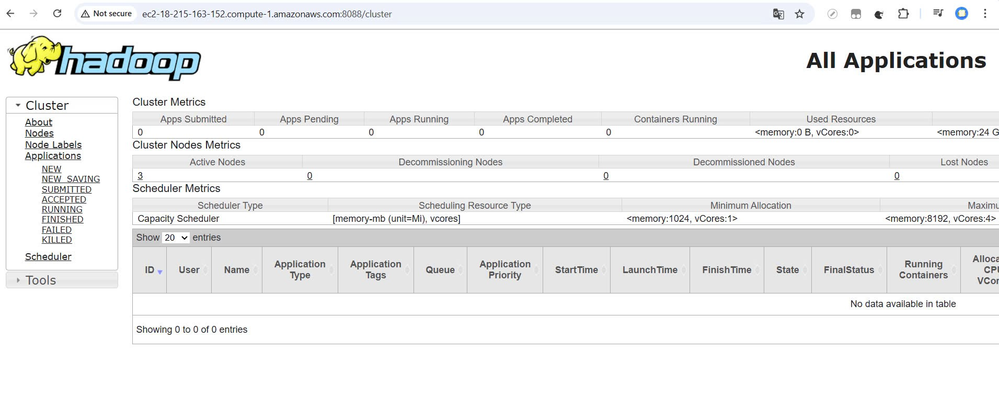 Not secure ec2-18-215-163-152.compute-1.amazonaws.com:8088/cluster
hadoop
All Applications
Cluster
About
Nodes
Node Labels
Applications
NEW
NEW_SAVING
SUBMITTED
ACCEPTED
RUNNING
FINISHED
FAILED
KILLED
Scheduler
Tools
Cluster Metrics
Apps Submitted Apps Pending Apps Running Apps Completed Containers Running Used Resources
0 0 0 0 0 <memory:0 B, vCores:0> <memory:24 G
Cluster Nodes Metrics
Active Nodes Decommissioning Nodes Decommissioned Nodes Lost Nodes
3 0 0 0
Scheduler Metrics
Scheduler Type Scheduling Resource Type Minimum Allocation Maximu
Capacity Scheduler [memory-mb (unit=Mi), vcores] <memory:1024, vCores:1> <memory:8192, vCores:4>
Show 20 entries
ID User Name Application Type Application Tags Queue Application Priority StartTime LaunchTime FinishTime State FinalStatus Running Containers Alloca CPU VCor
No data available in table
Showing 0 to 0 of 0 entries